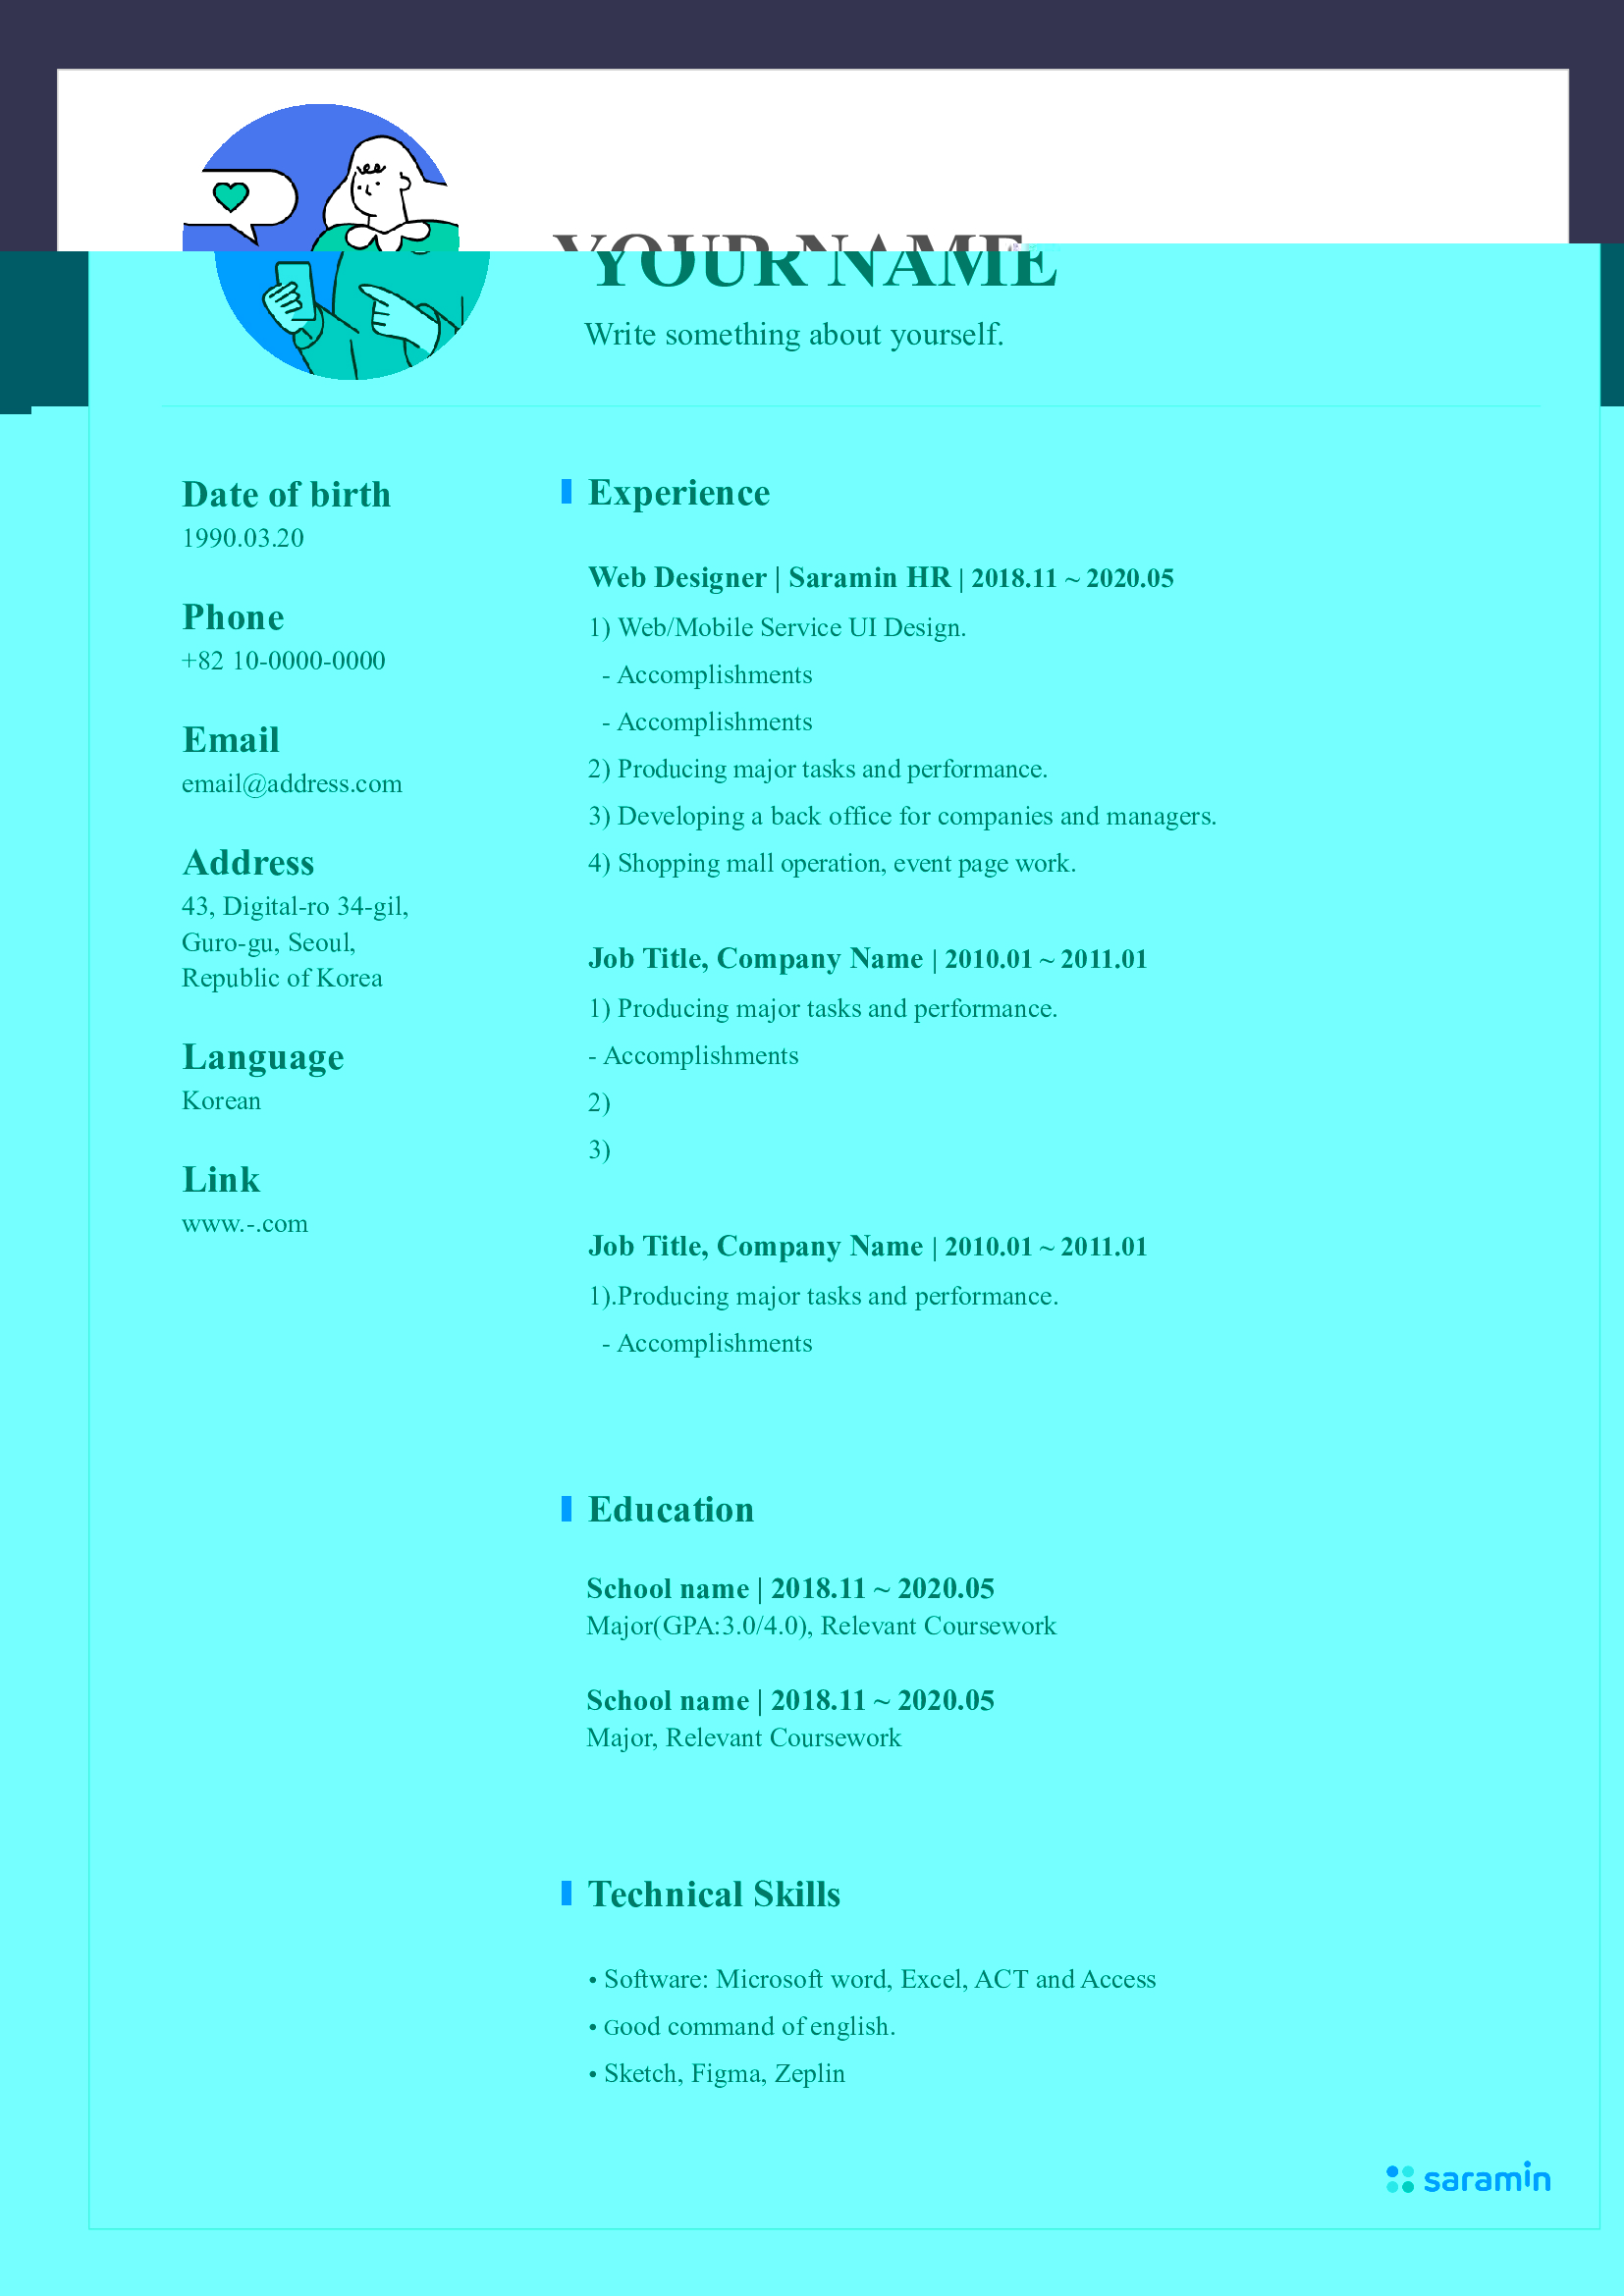 YOUR NAME
Write something about yourself.
Date of birth
1990.03.20
Phone
+82 10-0000-0000
Email
email@address.com
Address
43, Digital-ro 34-gil,
Guro-gu, Seoul,
Republic of Korea
Language
Korean
Link
www.-.com
Experience
Web Designer | Saramin HR | 2018.11 ~ 2020.05
1) Web/Mobile Service UI Design.
- Accomplishments
- Accomplishments
2) Producing major tasks and performance.
3) Developing a back office for companies and managers.
4) Shopping mall operation, event page work.
Job Title, Company Name | 2010.01 ~ 2011.01
1) Producing major tasks and performance.
- Accomplishments
2)
3)
Job Title, Company Name | 2010.01 ~ 2011.01
1).Producing major tasks and performance.
- Accomplishments
Education
School name | 2018.11 ~ 2020.05
Major(GPA:3.0/4.0), Relevant Coursework
School name | 2018.11 ~ 2020.05
Major, Relevant Coursework
Technical Skills
• Software: Microsoft word, Excel, ACT and Access
• Good command of english.
• Sketch, Figma, Zeplin
saramin